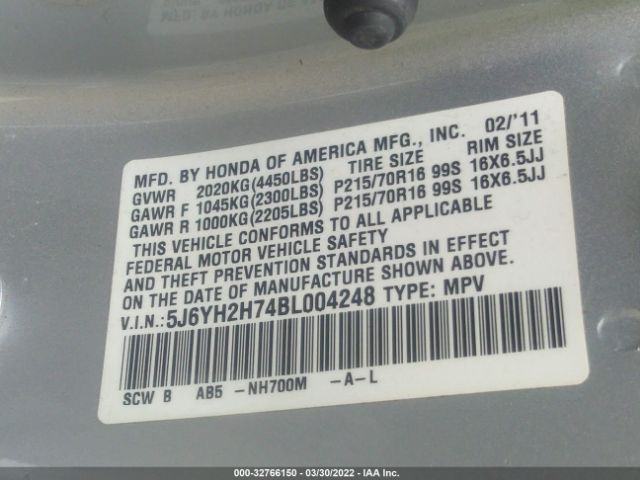 MFD. BY HONDA OF AMERICA MFG., INC. 02/'11
TIRE SIZE RIM SIZE
GVWR 2020KG(4450LBS)
GAWR F 1045KG(2300LBS) P215/70R16 99S 16X6.5JJ
GAWR R 1000KG(2205LBS) P215/70R16 99S 16X6.5JJ
THIS VEHICLE CONFORMS TO ALL APPLICABLE
FEDERAL MOTOR VEHICLE SAFETY
AND THEFT PREVENTION STANDARDS IN EFFECT
ON THE DATE OF MANUFACTURE SHOWN ABOVE.
V.I.N.:5J6YH2H74BL004248 TYPE: MPV
SCW B AB5 -NH700M -A-L
000-32766150 - 03/30/2022 - IAA Inc.